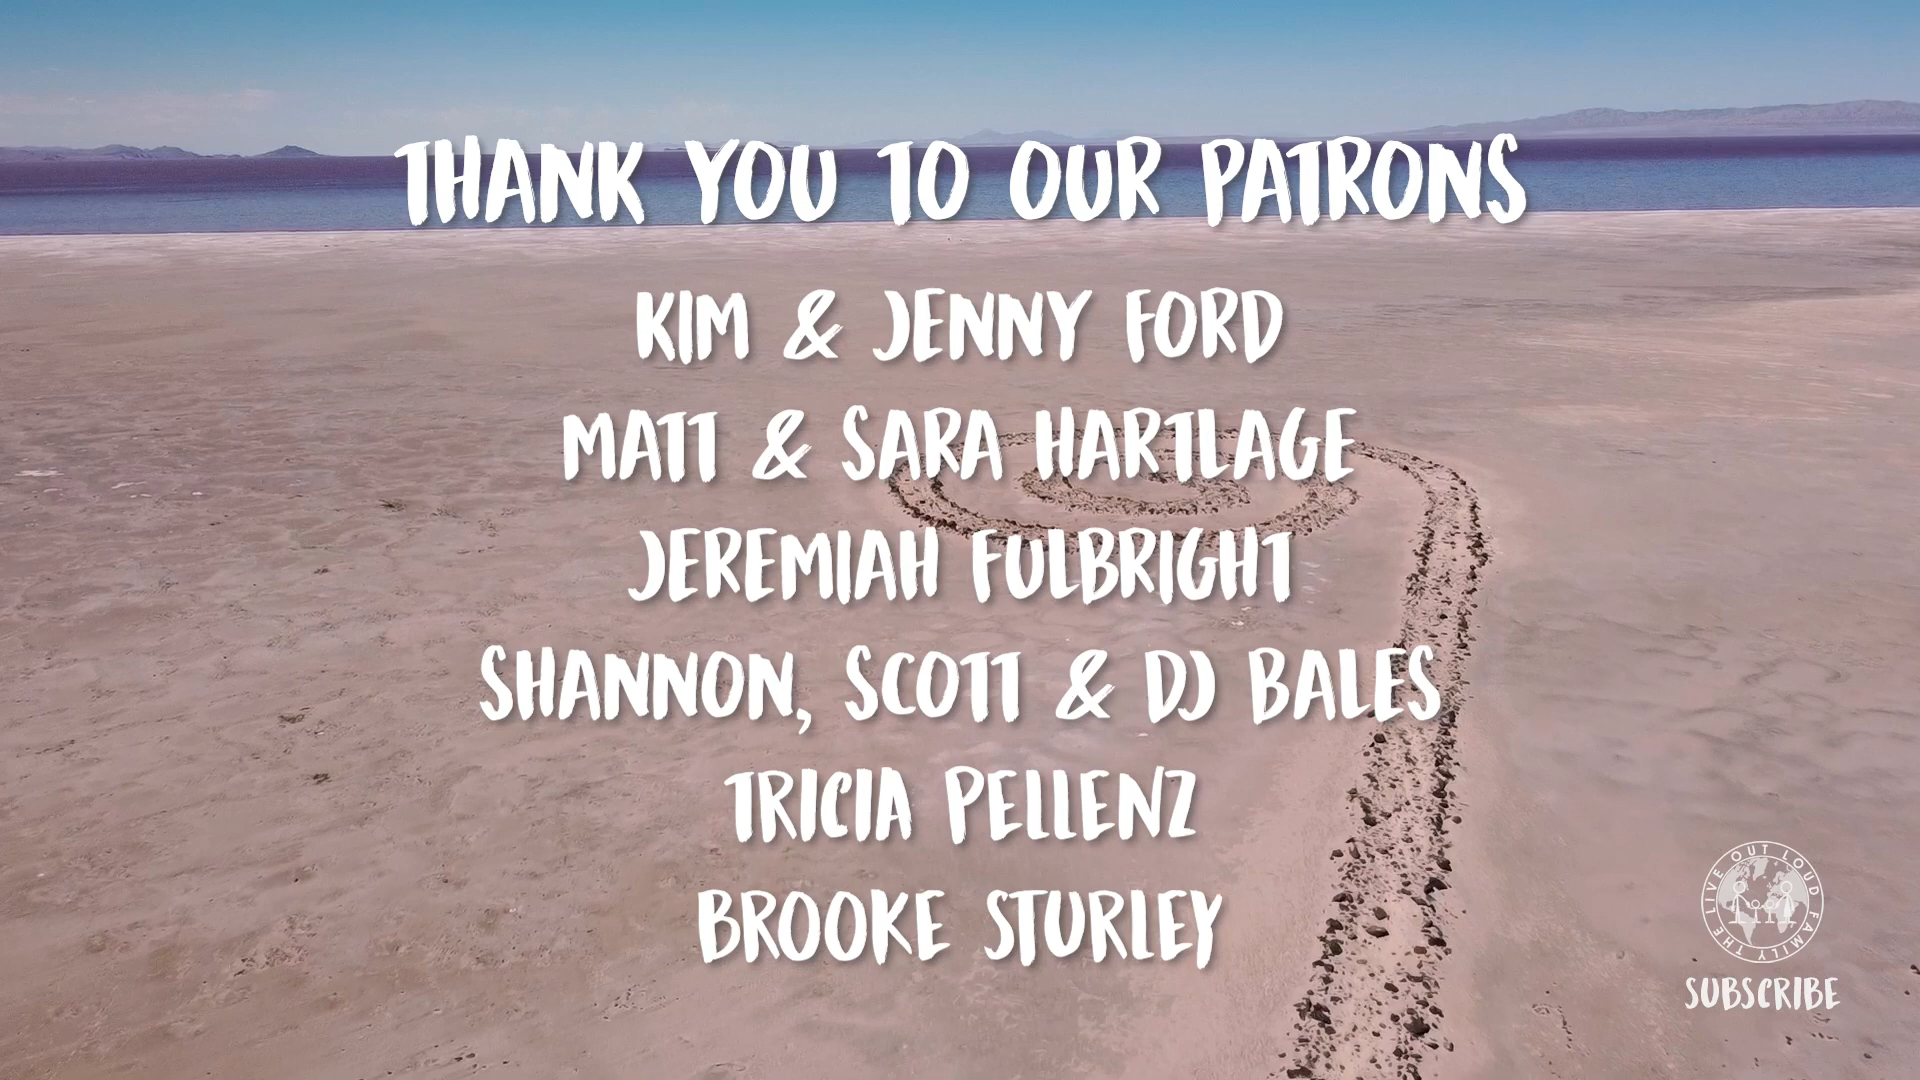 THANK YOU TO OUR PATRONS
KIM & JENNY FORD
MATT & SARA HARTLAGE
JEREMIAH FULBRIGHT
SHANNON, SCOTT & DJ BALES
TRICIA PELLENZ
BROOKE STURLEY
THE LIVE OUT LOUD FAMILY
SUBSCRIBE